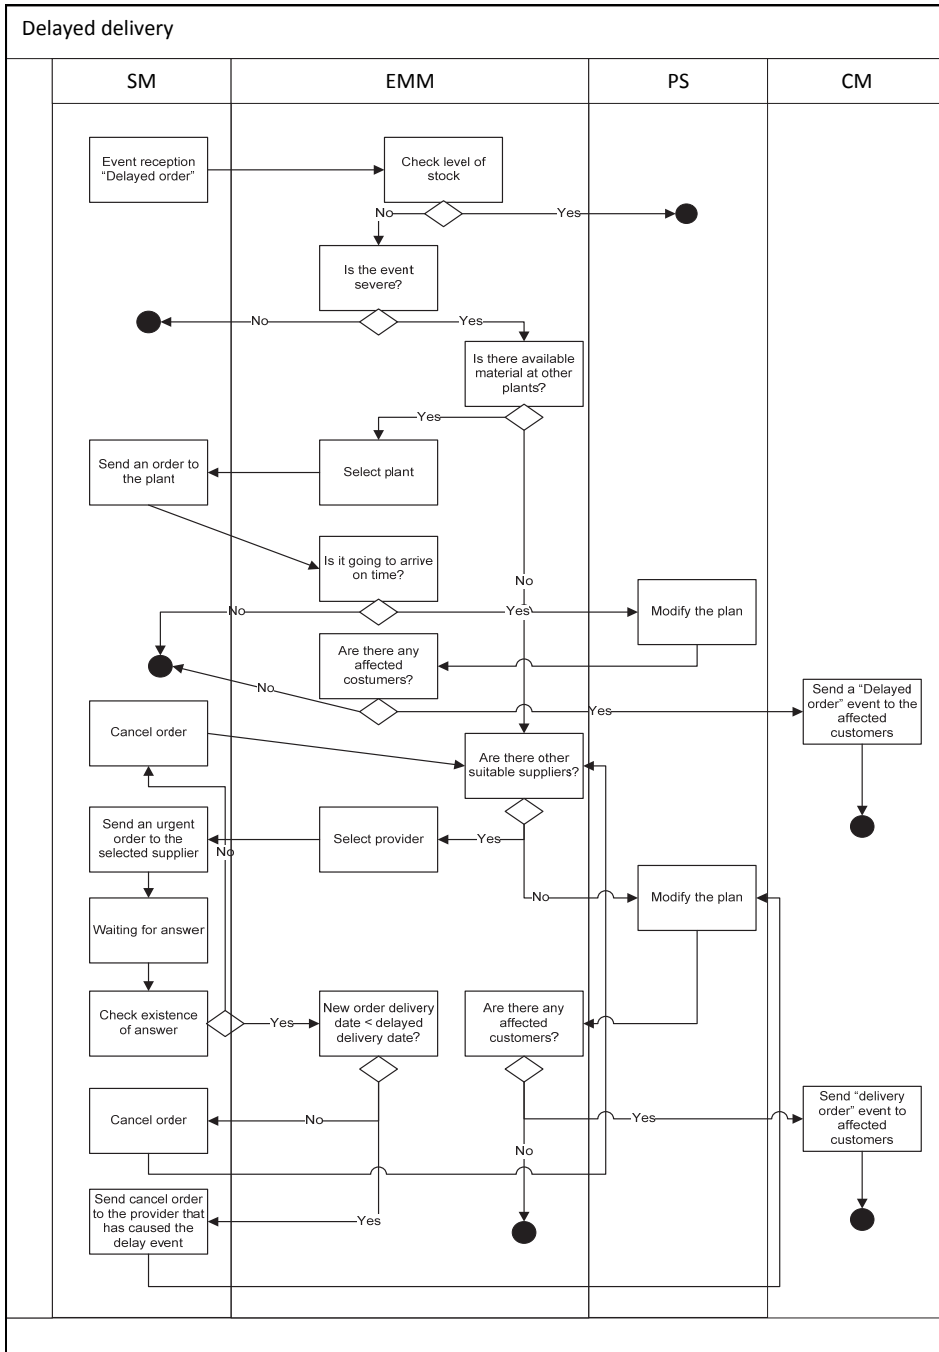 Delayed delivery
SM
EMM
PS
CM
Event reception
“Delayed order”
Check level of
stock
No
Yes
Is the event
severe?
No
Yes
Is there available
material at other
plants?
Yes
Send an order to
the plant
Select plant
Is it going to arrive
on time?
No
No
Yes
Modify the plan
Are there any
affected
costumers?
No
Yes
Send a “Delayed
order” event to the
affected
customers
Cancel order
Are there other
suitable suppliers?
Send an urgent
order to the
selected supplier
Select provider
Yes
No
No
Modify the plan
Waiting for answer
Check existence
of answer
Yes
New order delivery
date < delayed
delivery date?
Are there any
affected
customers?
Cancel order
No
Yes
Send “delivery
order” event to
affected
customers
No
Send cancel order
to the provider that
has caused the
delay event
Yes